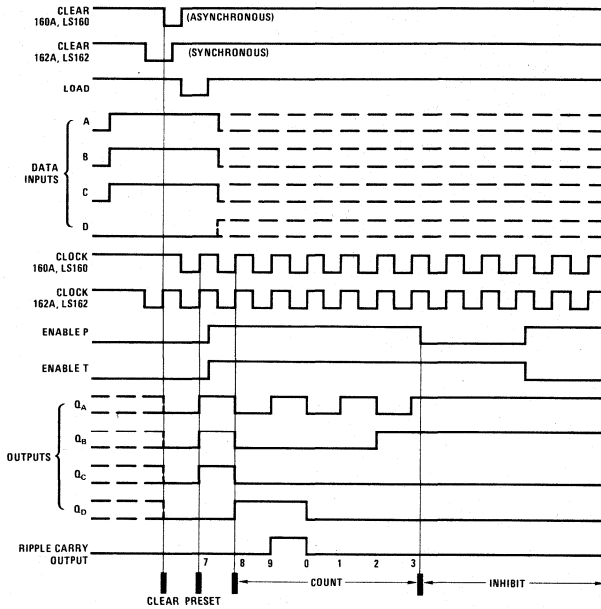 CLEAR
160A, LS160
(ASYNCHRONOUS)
CLEAR
162A, LS162
(SYNCHRONOUS)
LOAD
A
B
DATA
INPUTS
C
D
CLOCK
160A, LS160
CLOCK
162A, LS162
ENABLE P
ENABLE T
QA
QB
OUTPUTS
QC
QD
RIPPLE CARRY
OUTPUT
7 8 9 0 1 2 3
COUNT
INHIBIT
CLEAR PRESET